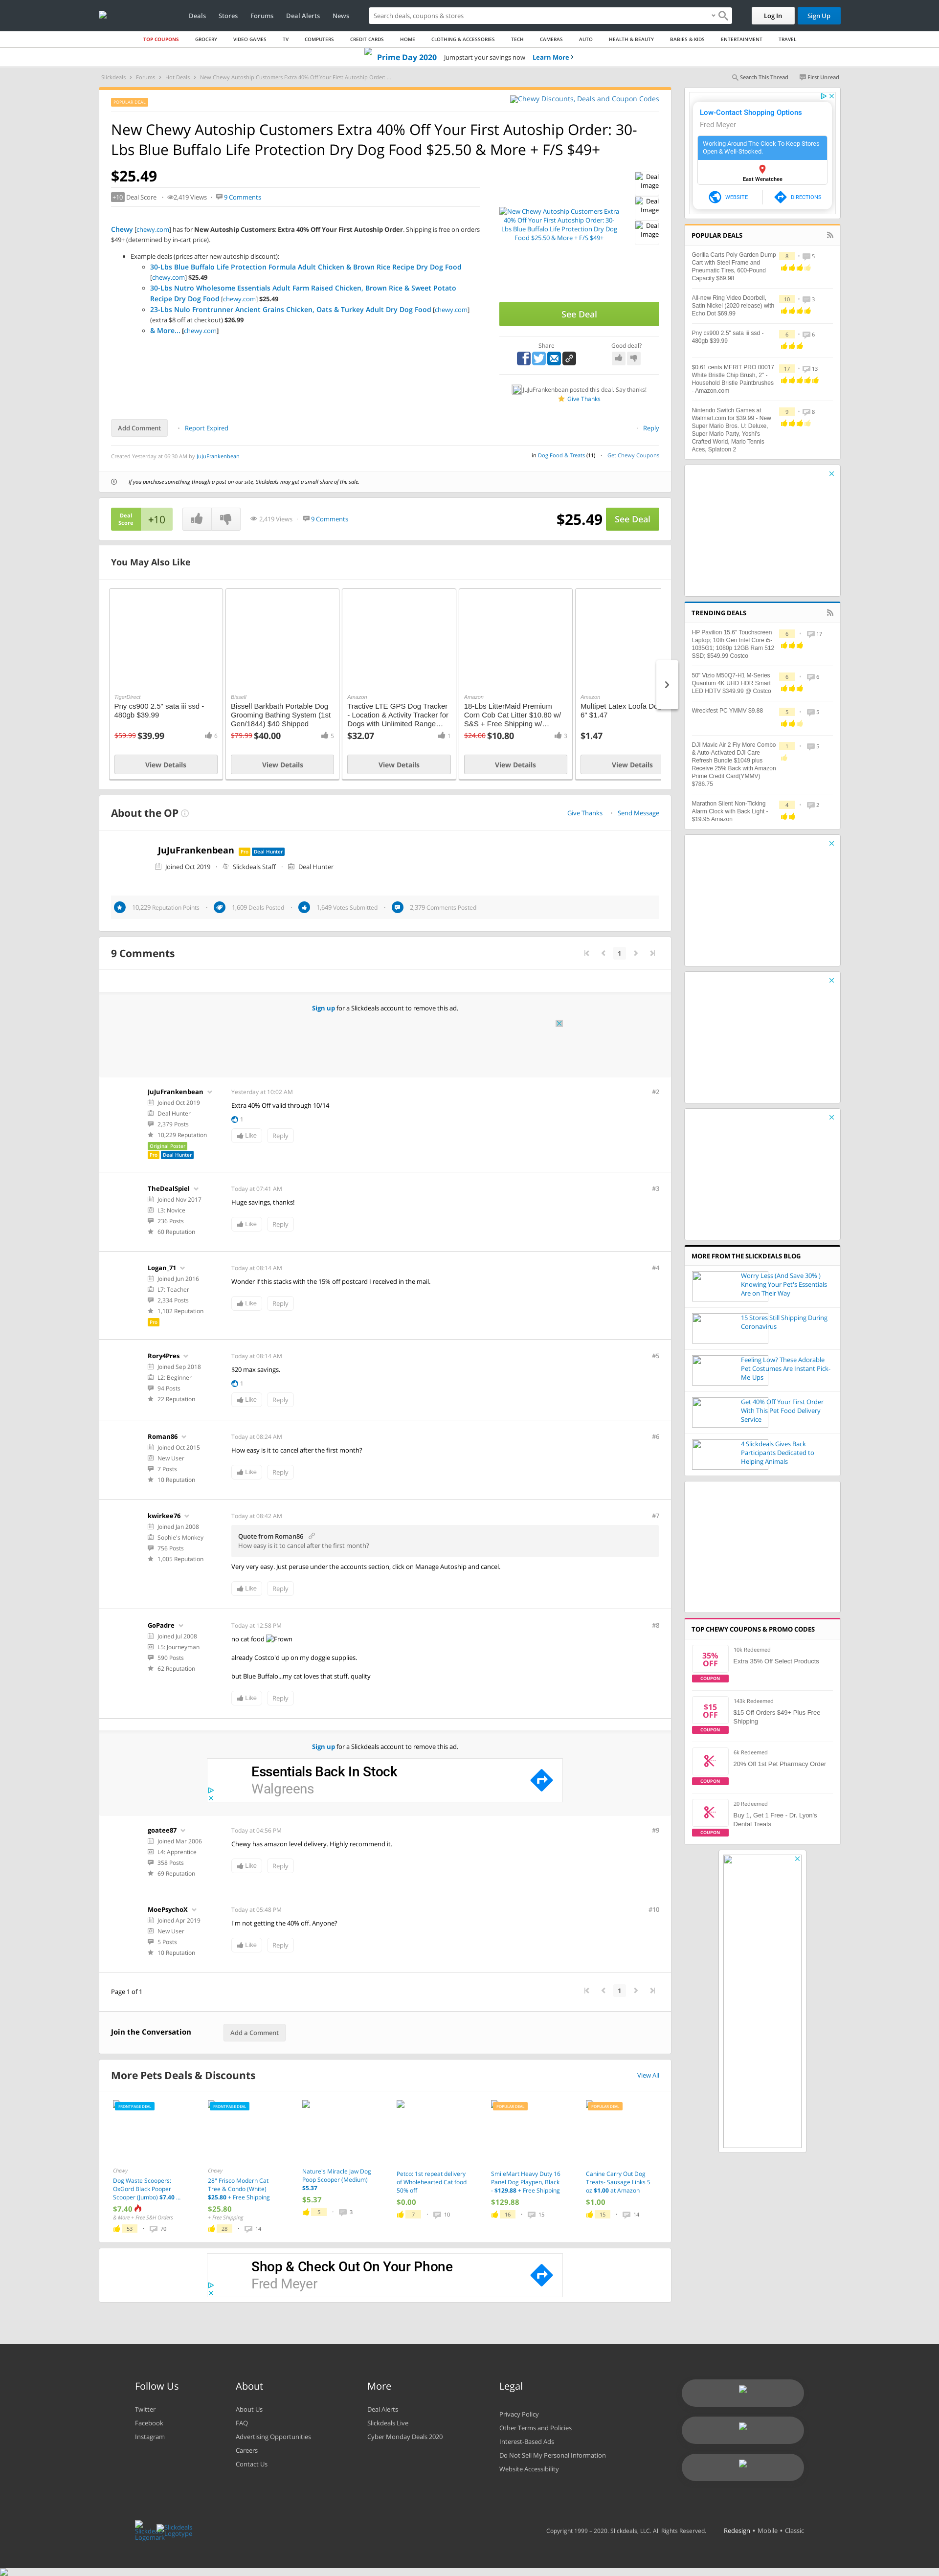 Deals Stores Forums Deal Alerts News
Search deals, coupons & stores
Log In
Sign Up
TOP COUPONS GROCERY VIDEO GAMES TV COMPUTERS CREDIT CARDS HOME CLOTHING & ACCESSORIES TECH CAMERAS AUTO HEALTH & BEAUTY BABIES & KIDS ENTERTAINMENT TRAVEL
Prime Day 2020 Jumpstart your savings now Learn More
Slickdeals Forums Hot Deals New Chewy Autoship Customers Extra 40% Off Your First Autoship Order: ...
Search This Thread First Unread
POPULAR DEAL
Chewy Discounts, Deals and Coupon Codes
New Chewy Autoship Customers Extra 40% Off Your First Autoship Order: 30-
Lbs Blue Buffalo Life Protection Dry Dog Food $25.50 & More + F/S $49+
$25.49
+10 Deal Score 2,419 Views 9 Comments
Chewy [chewy.com] has for New Autoship Customers: Extra 40% Off Your First Autoship Order. Shipping is free on orders
$49+ (determined by in-cart price).
Example deals (prices after new autoship discount):
30-Lbs Blue Buffalo Life Protection Formula Adult Chicken & Brown Rice Recipe Dry Dog Food
[chewy.com] $25.49
30-Lbs Nutro Wholesome Essentials Adult Farm Raised Chicken, Brown Rice & Sweet Potato
Recipe Dry Dog Food [chewy.com] $25.49
23-Lbs Nulo Frontrunner Ancient Grains Chicken, Oats & Turkey Adult Dry Dog Food [chewy.com]
(extra $8 off at checkout) $26.99
& More... [chewy.com]
New Chewy Autoship Customers Extra
40% Off Your First Autoship Order: 30-
Lbs Blue Buffalo Life Protection Dry Dog
Food $25.50 & More + F/S $49+
Deal
Image
Deal
Image
Deal
Image
See Deal
Share
Good deal?
JuJuFrankenbean posted this deal. Say thanks!
Give Thanks
Add Comment
Report Expired
Reply
Created Yesterday at 06:30 AM by JuJuFrankenbean
in Dog Food & Treats (11) Get Chewy Coupons
If you purchase something through a post on our site, Slickdeals may get a small share of the sale.
Deal
Score
+10
2,419 Views 9 Comments
$25.49
See Deal
You May Also Like
TigerDirect
Pny cs900 2.5" sata iii ssd -
480gb $39.99
$59.99 $39.99 6
View Details
Bissell
Bissell Barkbath Portable Dog
Grooming Bathing System (1st
Gen/1844) $40 Shipped
$79.99 $40.00 5
View Details
Amazon
Tractive LTE GPS Dog Tracker
- Location & Activity Tracker for
Dogs with Unlimited Range...
$32.07 1
View Details
Amazon
18-Lbs LitterMaid Premium
Corn Cob Cat Litter $10.80 w/
S&S + Free Shipping w/...
$24.00 $10.80 3
View Details
Amazon
Multipet Latex Loofa Do
6" $1.47
$1.47
View Details
About the OP
Give Thanks Send Message
JuJuFrankenbean Pro Deal Hunter
Joined Oct 2019 Slickdeals Staff Deal Hunter
10,229 Reputation Points 1,609 Deals Posted 1,649 Votes Submitted 2,379 Comments Posted
9 Comments
1
Sign up for a Slickdeals account to remove this ad.
JuJuFrankenbean
Joined Oct 2019
Deal Hunter
2,379 Posts
10,229 Reputation
Original Poster
Pro Deal Hunter
Yesterday at 10:02 AM
#2
Extra 40% Off valid through 10/14
1
Like Reply
TheDealSpiel
Joined Nov 2017
L3: Novice
236 Posts
60 Reputation
Today at 07:41 AM
#3
Huge savings, thanks!
Like Reply
Logan_71
Joined Jun 2016
L7: Teacher
2,334 Posts
1,102 Reputation
Pro
Today at 08:14 AM
#4
Wonder if this stacks with the 15% off postcard I received in the mail.
Like Reply
Rory4Pres
Joined Sep 2018
L2: Beginner
94 Posts
22 Reputation
Today at 08:14 AM
#5
$20 max savings.
1
Like Reply
Roman86
Joined Oct 2015
New User
7 Posts
10 Reputation
Today at 08:24 AM
#6
How easy is it to cancel after the first month?
Like Reply
kwirkee76
Joined Jan 2008
Sophie's Monkey
756 Posts
1,005 Reputation
Today at 08:42 AM
#7
Quote from Roman86
How easy is it to cancel after the first month?
Very very easy. Just peruse under the accounts section, click on Manage Autoship and cancel.
Like Reply
GoPadre
Joined Jul 2008
L5: Journeyman
590 Posts
62 Reputation
Today at 12:58 PM
#8
no cat food Frown
already Costco'd up on my doggie supplies.
but Blue Buffalo...my cat loves that stuff. quality
Like Reply
Sign up for a Slickdeals account to remove this ad.
Essentials Back In Stock
Walgreens
goatee87
Joined Mar 2006
L4: Apprentice
358 Posts
69 Reputation
Today at 04:56 PM
#9
Chewy has amazon level delivery. Highly recommend it.
Like Reply
MoePsychoX
Joined Apr 2019
New User
5 Posts
10 Reputation
Today at 05:48 PM
#10
I'm not getting the 40% off. Anyone?
Like Reply
Page 1 of 1
1
Join the Conversation
Add a Comment
More Pets Deals & Discounts
View All
FRONTPAGE DEAL
Chewy
Dog Waste Scoopers:
OxGord Black Pooper
Scooper (Jumbo) $7.40 ...
$7.40
& More + Free S&H Orders
53 70
FRONTPAGE DEAL
Chewy
28" Frisco Modern Cat
Tree & Condo (White)
$25.80 + Free Shipping
$25.80
+ Free Shipping
28 14
Nature's Miracle Jaw Dog
Poop Scooper (Medium)
$5.37
$5.37
5 3
Petco: 1st repeat delivery
of Wholehearted Cat food
50% off
$0.00
7 10
POPULAR DEAL
SmileMart Heavy Duty 16
Panel Dog Playpen, Black
- $129.88 + Free Shipping
$129.88
16 15
POPULAR DEAL
Canine Carry Out Dog
Treats- Sausage Links 5
oz $1.00 at Amazon
$1.00
15 14
Shop & Check Out On Your Phone
Fred Meyer
Low-Contact Shopping Options
Fred Meyer
Working Around The Clock To Keep Stores
Open & Well-Stocked.
East Wenatchee
WEBSITE DIRECTIONS
POPULAR DEALS
Gorilla Carts Poly Garden Dump
Cart with Steel Frame and
Pneumatic Tires, 600-Pound
Capacity $69.98
8 5
All-new Ring Video Doorbell,
Satin Nickel (2020 release) with
Echo Dot $69.99
10 3
Pny cs900 2.5" sata iii ssd -
480gb $39.99
6 6
$0.61 cents MERIT PRO 00017
White Bristle Chip Brush, 2" -
Household Bristle Paintbrushes
- Amazon.com
17 13
Nintendo Switch Games at
Walmart.com for $39.99 - New
Super Mario Bros. U: Deluxe,
Super Mario Party, Yoshi's
Crafted World, Mario Tennis
Aces, Splatoon 2
9 8
TRENDING DEALS
HP Pavilion 15.6" Touchscreen
Laptop; 10th Gen Intel Core i5-
1035G1; 1080p 12GB Ram 512
SSD; $549.99 Costco
6 17
50" Vizio M50Q7-H1 M-Series
Quantum 4K UHD HDR Smart
LED HDTV $349.99 @ Costco
6 6
Wreckfest PC YMMV $9.88
5 5
DJI Mavic Air 2 Fly More Combo
& Auto-Activated DJI Care
Refresh Bundle $1049 plus
Receive 25% Back with Amazon
Prime Credit Card(YMMV)
$786.75
1 5
Marathon Silent Non-Ticking
Alarm Clock with Back Light -
$19.95 Amazon
4 2
MORE FROM THE SLICKDEALS BLOG
Worry Less (And Save 30% )
Knowing Your Pet's Essentials
Are on Their Way
15 Stores Still Shipping During
Coronavirus
Feeling Low? These Adorable
Pet Costumes Are Instant Pick-
Me-Ups
Get 40% Off Your First Order
With This Pet Food Delivery
Service
4 Slickdeals Gives Back
Participants Dedicated to
Helping Animals
TOP CHEWY COUPONS & PROMO CODES
35%
OFF
COUPON
10k Redeemed
Extra 35% Off Select Products
$15
OFF
COUPON
143k Redeemed
$15 Off Orders $49+ Plus Free
Shipping
COUPON
6k Redeemed
20% Off 1st Pet Pharmacy Order
COUPON
20 Redeemed
Buy 1, Get 1 Free - Dr. Lyon's
Dental Treats
Follow Us
Twitter
Facebook
Instagram
About
About Us
FAQ
Advertising Opportunities
Careers
Contact Us
More
Deal Alerts
Slickdeals Live
Cyber Monday Deals 2020
Legal
Privacy Policy
Other Terms and Policies
Interest-Based Ads
Do Not Sell My Personal Information
Website Accessibility
Copyright 1999 – 2020. Slickdeals, LLC. All Rights Reserved. Redesign • Mobile • Classic